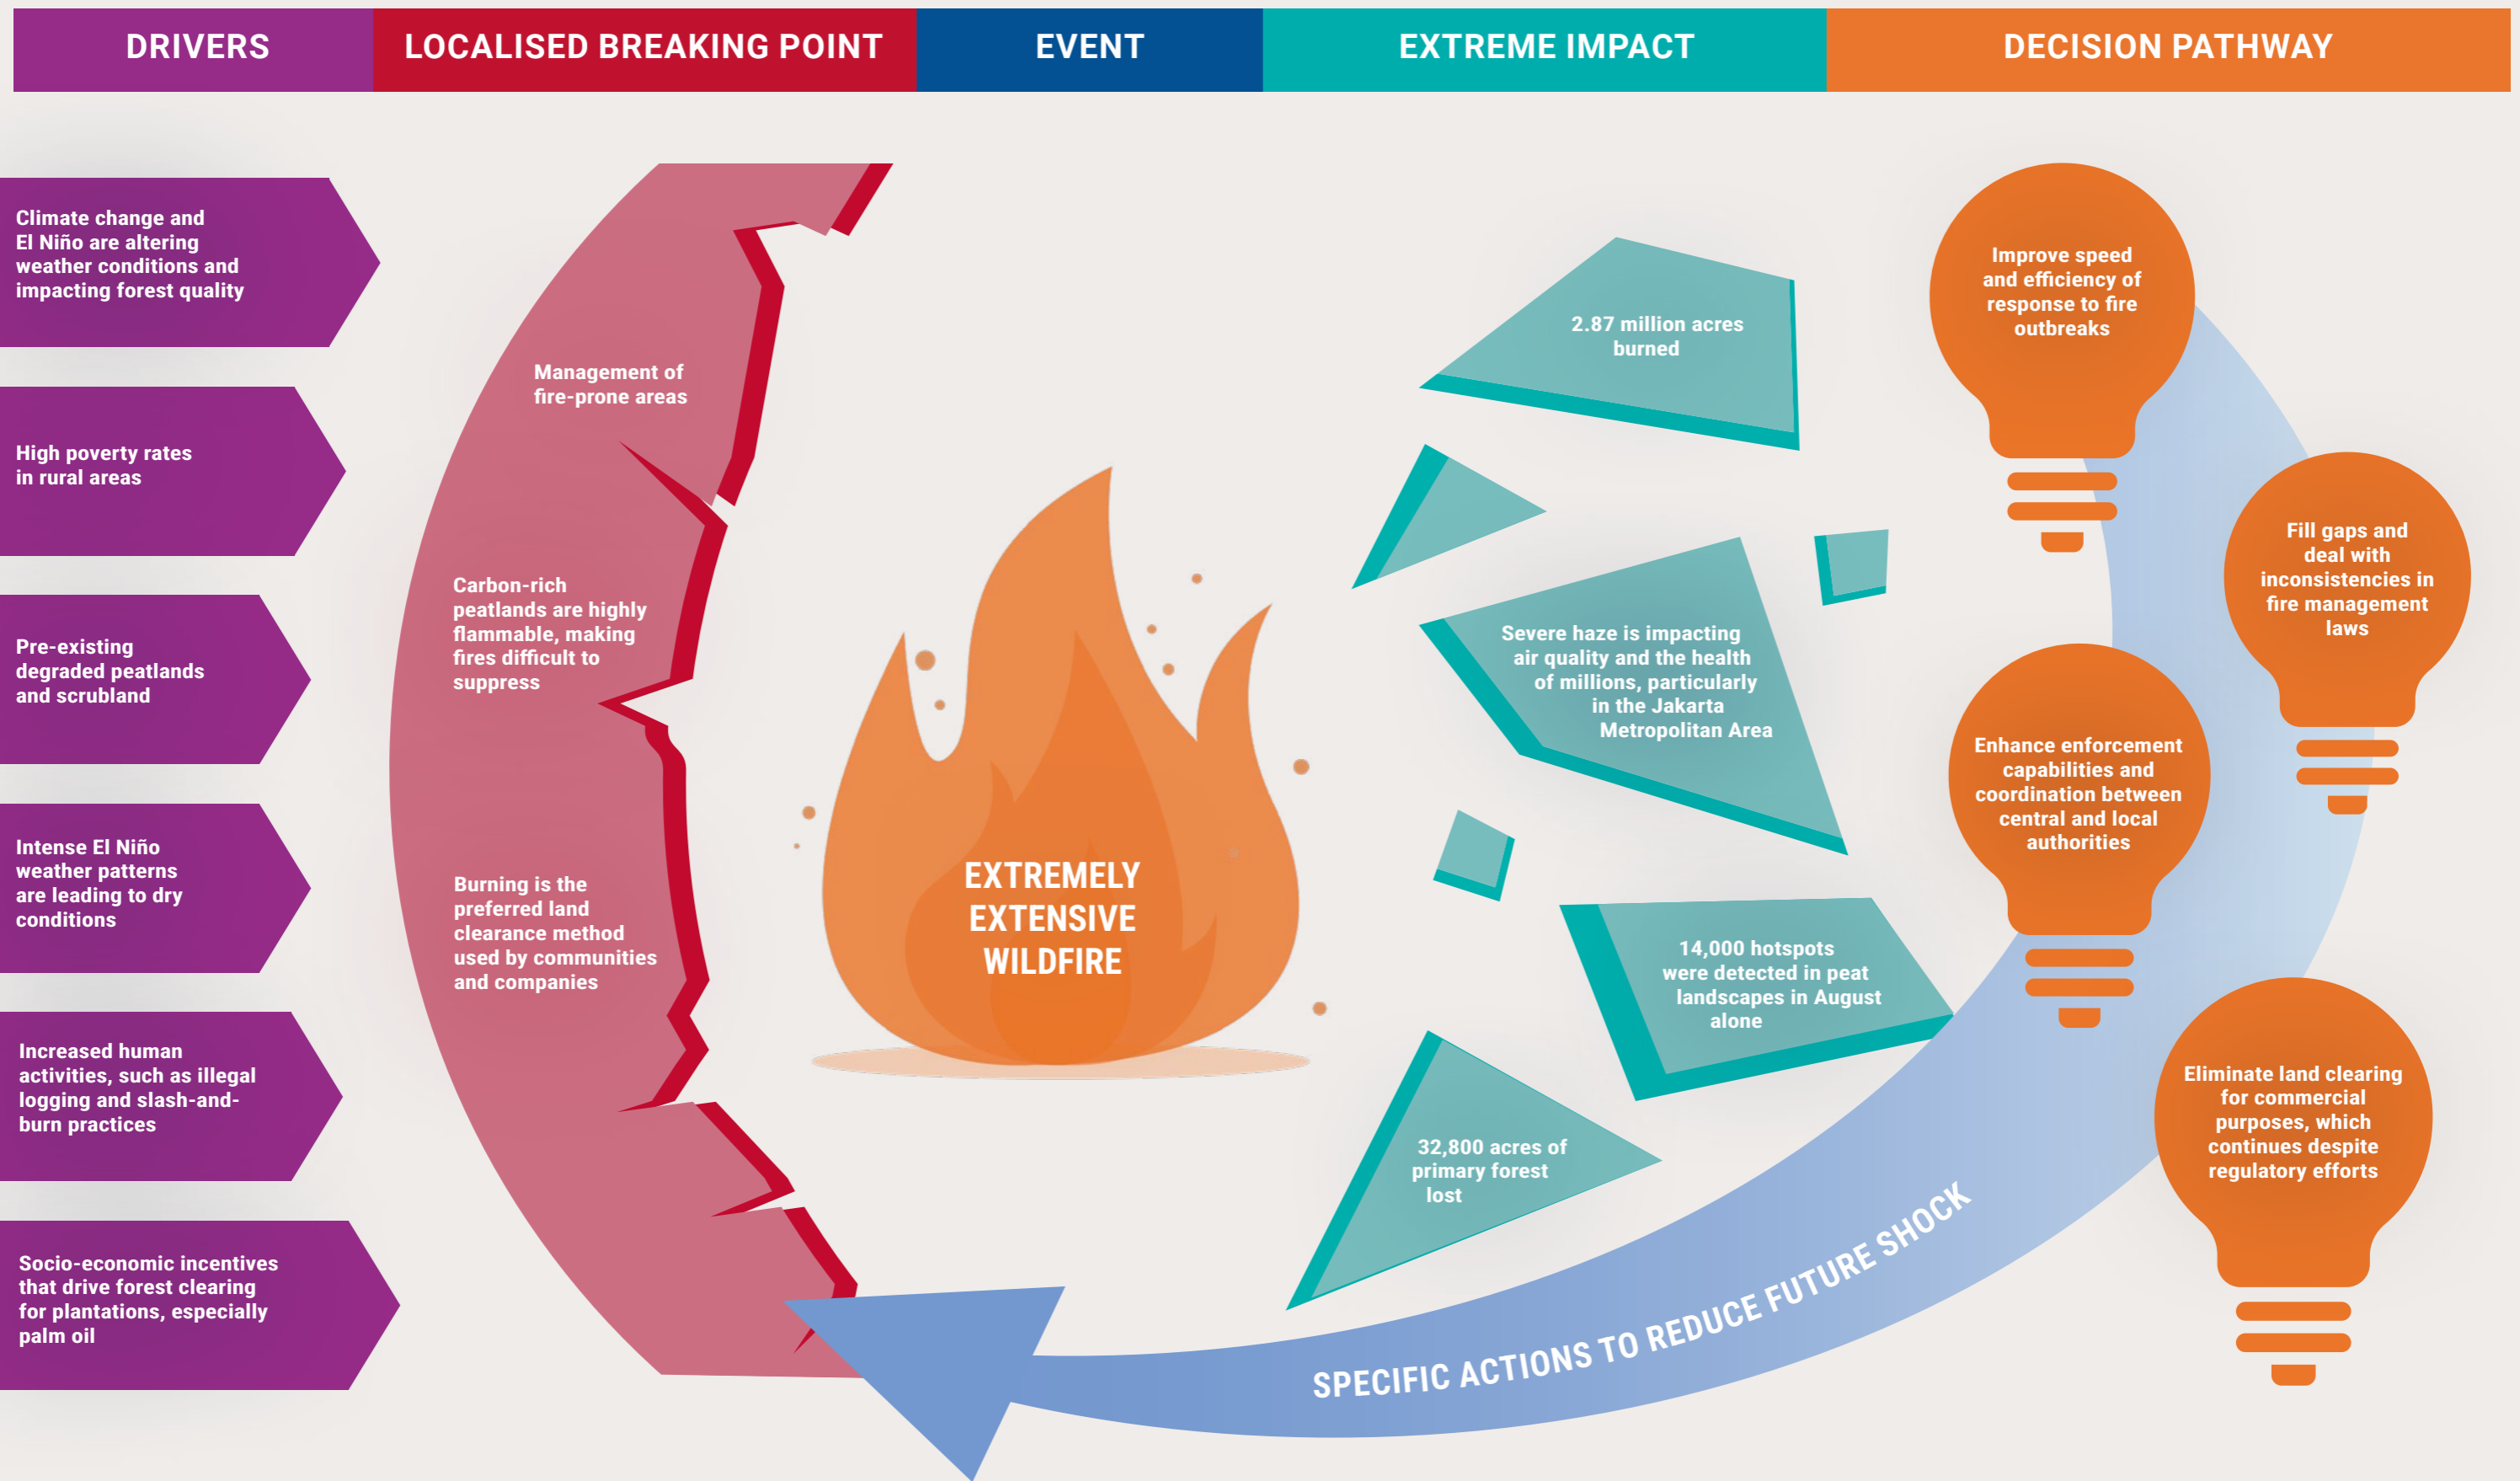 DRIVERS
LOCALISED BREAKING POINT
EVENT
EXTREME IMPACT
DECISION PATHWAY
Climate change and
El Niño are altering
weather conditions and
impacting forest quality
High poverty rates
in rural areas
Pre-existing
degraded peatlands
and scrubland
Intense El Niño
weather patterns
are leading to dry
conditions
Increased human
activities, such as illegal
logging and slash-and-
burn practices
Socio-economic incentives
that drive forest clearing
for plantations, especially
palm oil
Management of
fire-prone areas
Carbon-rich
peatlands are highly
flammable, making
fires difficult to
suppress
Burning is the
preferred land
clearance method
used by communities
and companies
EXTREMELY
EXTENSIVE
WILDFIRE
2.87 million acres
burned
Severe haze is impacting
air quality and the health
of millions, particularly
in the Jakarta
Metropolitan Area
14,000 hotspots
were detected in peat
landscapes in August
alone
32,800 acres of
primary forest
lost
Improve speed
and efficiency of
response to fire
outbreaks
Fill gaps and
deal with
inconsistencies in
fire management
laws
Enhance enforcement
capabilities and
coordination between
central and local
authorities
Eliminate land clearing
for commercial
purposes, which
continues despite
regulatory efforts
SPECIFIC ACTIONS TO REDUCE FUTURE SHOCK